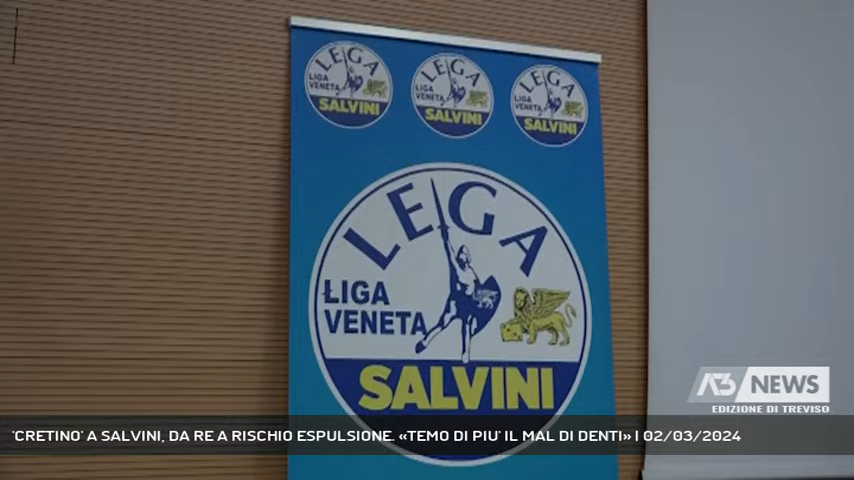 LEGA
LIGA
VENETA
SALVINI
LEGA
LIGA
VENETA
SALVINI
LEGA
LIGA
VENETA
SALVINI
LEGA
ŁIGA
VENETA
SALVINI
A3 NEWS
EDIZIONE DI TREVISO
'CRETINO' A SALVINI, DA RE A RISCHIO ESPULSIONE. «TEMO DI PIU' IL MAL DI DENTI» | 02/03/2024